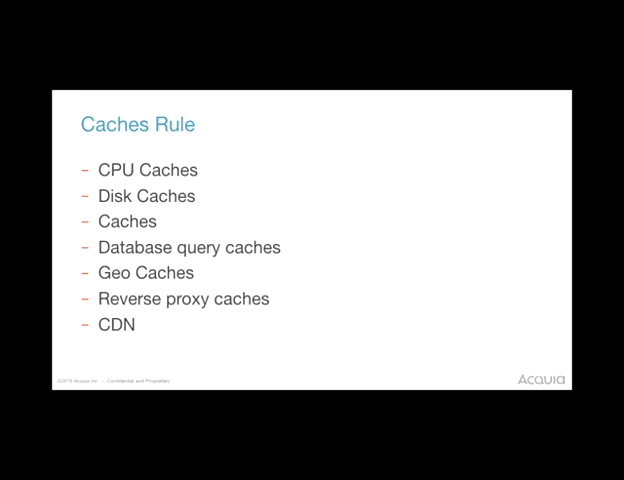 Caches Rule
– CPU Caches
– Disk Caches
– Caches
– Database query caches
– Geo Caches
– Reverse proxy caches
– CDN
©2016 Acquia Inc. — Confidential and Proprietary
Acquia